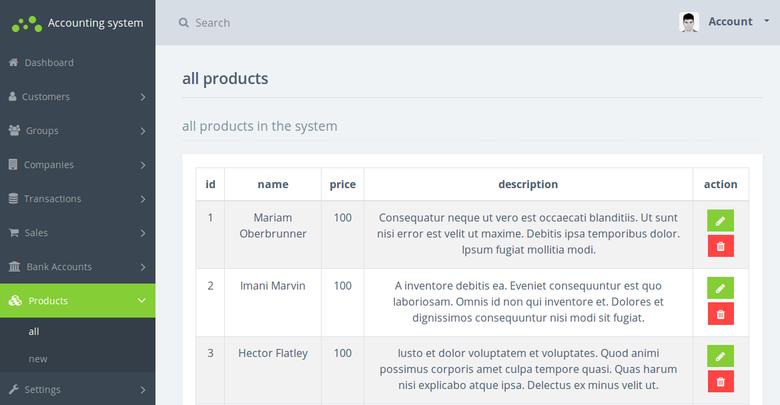 Accounting system
Search
Account
Dashboard
Customers
Groups
Companies
Transactions
Sales
Bank Accounts
Products
all
new
Settings
all products
all products in the system
id name price description action
1 Mariam Oberbrunner 100 Consequatur neque ut vero est occaecati blanditiis. Ut sunt
nisi error est velit ut maxime. Debitis ipsa temporibus dolor.
Ipsum fugiat mollitia modi.
2 Imani Marvin 100 A inventore debitis ea. Eveniet consequuntur est quo
laboriosam. Omnis id non qui inventore et. Dolores et
dignissimos consequuntur nisi modi sit fugiat.
3 Hector Flatley 100 Iusto et dolor voluptatem et voluptates. Quod animi
possimus corporis amet culpa tempore quasi. Quas harum
nisi explicabo atque ipsa. Delectus ex minus velit ut.